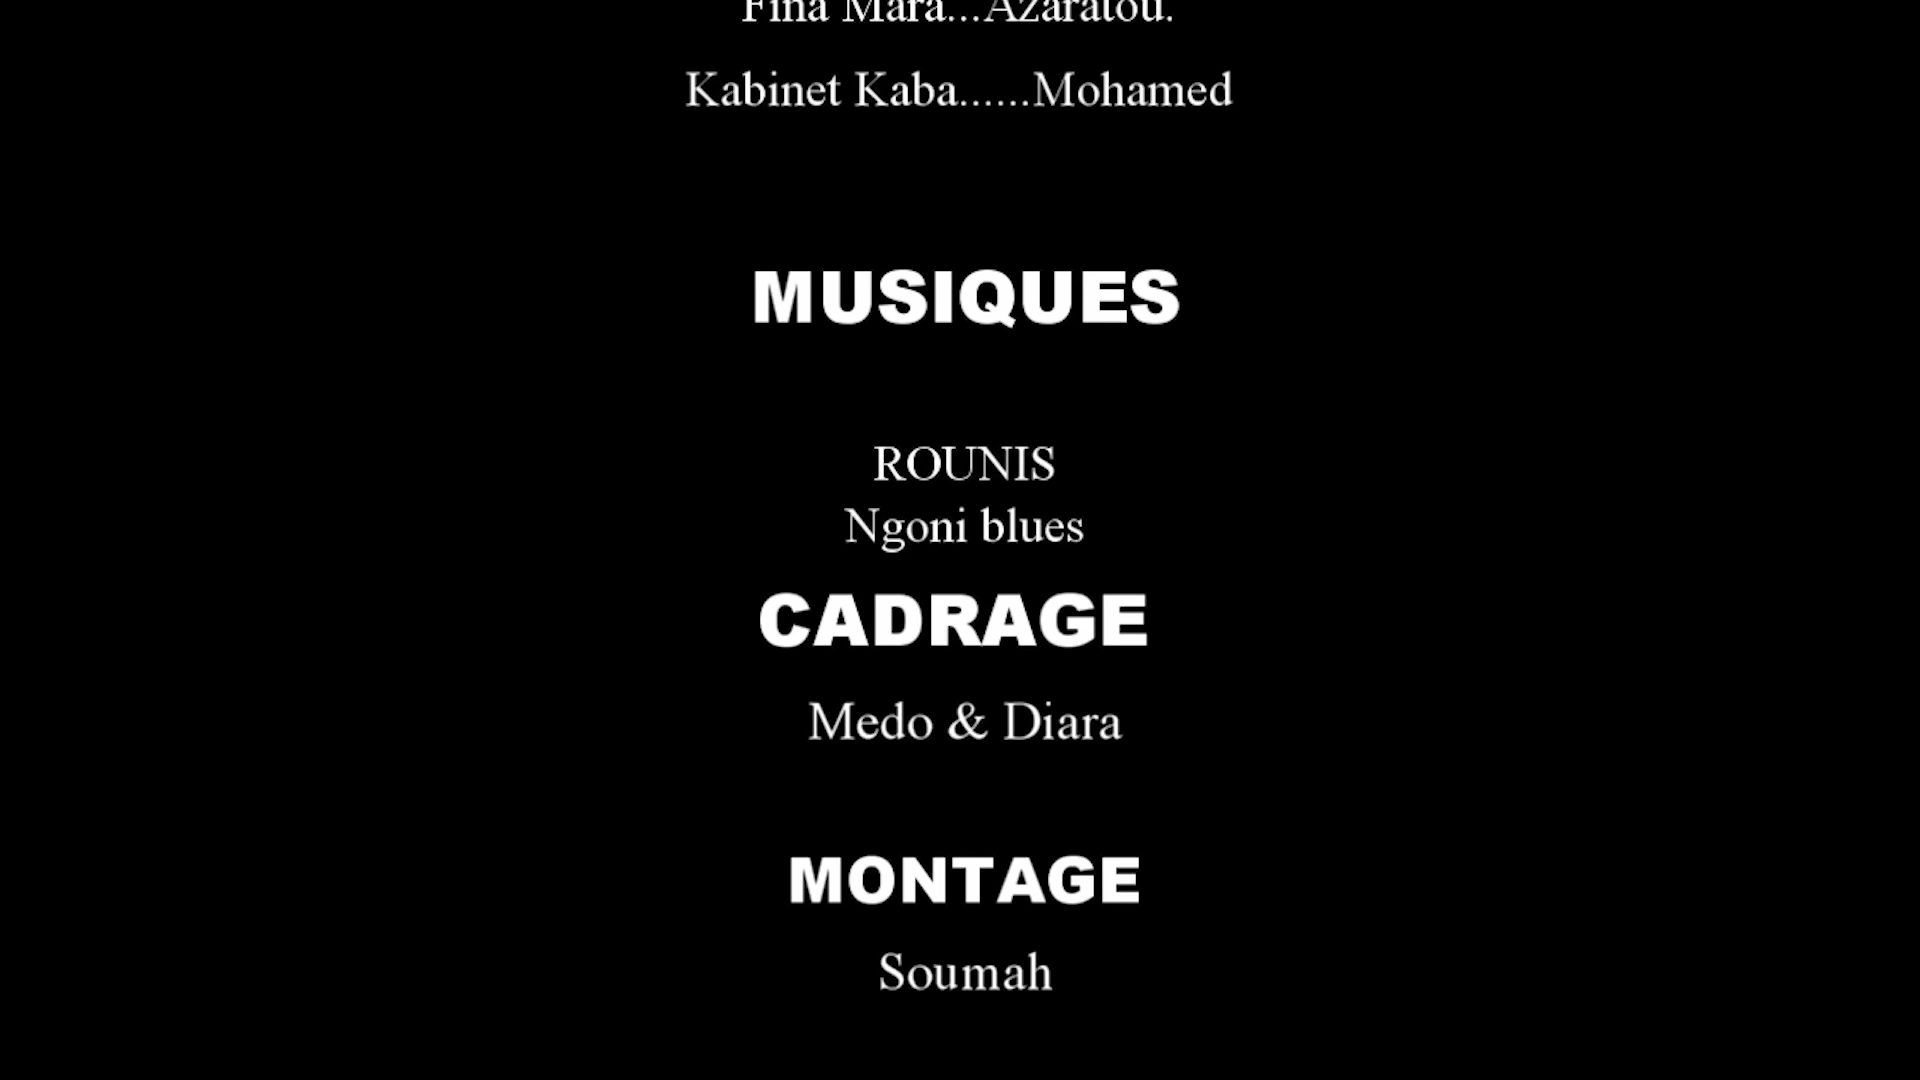 Fina Mara...Azaratou.
Kabinet Kaba......Mohamed
MUSIQUES
ROUNIS
Ngoni blues
CADRAGE
Medo & Diara
MONTAGE
Soumah